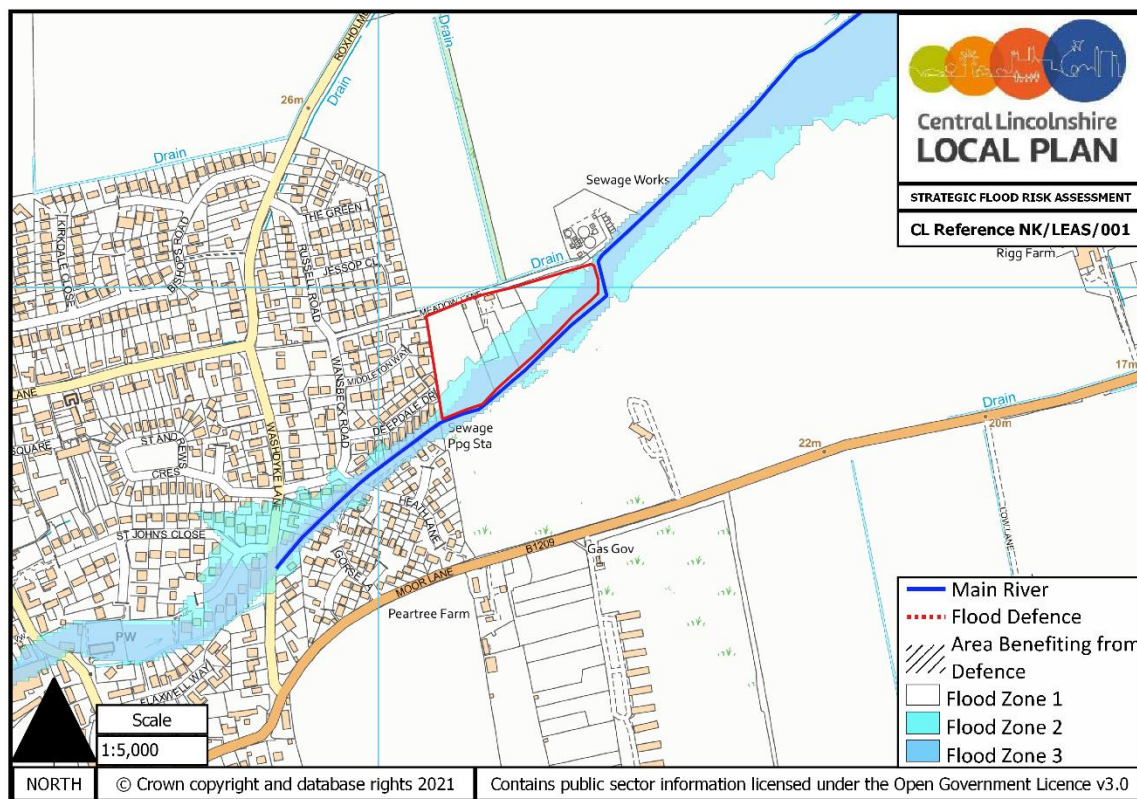 Central Lincolnshire
LOCAL PLAN
STRATEGIC FLOOD RISK ASSESSMENT
CL Reference NK/LEAS/001
ROXHOLME
Drain
Drain
26m
Drain
Sewage Works
THE GREEN
KIRKDALE CLOSE
BISHOPS ROAD
RUSSELL ROAD
JESSOP CL
Drain
MEADOW LANE
Rigg Farm
MIDDLETON WAY
WANSBECK ROAD
LANE
DEEPDALE DRI
17m
Drain
20m
SQUARE
ST ANDREWS
CRES
WASHDYKE LANE
Sewage
Ppg Sta
22m
HEATH LANE
ST JOHN'S CLOSE
GORSE LA
LOW LANE
B1209
Gas Gov
MOOR LANE
Peartree Farm
PW
FLAXWELL WAY
Main River
Flood Defence
Area Benefiting from
Defence
Flood Zone 1
Flood Zone 2
Flood Zone 3
Scale
1:5,000
NORTH
© Crown copyright and database rights 2021
Contains public sector information licensed under the Open Government Licence v3.0